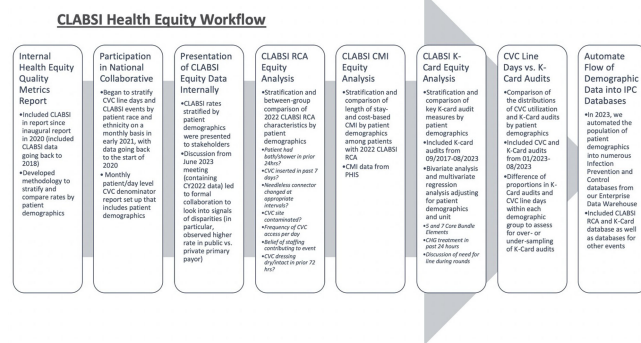 CLABSI Health Equity Workflow
Internal
Health Equity
Quality
Metrics
Report
•Included CLABSI
in report since
inaugural report
in 2020 (included
CLABSI data
going back to
2018)
•Developed
methodology to
stratify and
compare rates by
patient
demographics
Participation
in National
Collaborative
•Began to stratify
CVC line days and
CLABSI events by
patient race and
ethnicity on a
monthly basis in
early 2021, with
data going back
to the start of
2020
• Monthly
patient/day level
CVC denominator
report set up that
includes patient
demographics
Presentation
of CLABSI
Equity Data
Internally
•CLABSI rates
stratified by
patient
demographics
were presented
to stakeholders
•Discussion from
June 2023
meeting
(containing
CY2022 data) led
to formal
collaboration to
look into signals
of disparities (in
particular,
observed higher
rate in public vs.
private primary
payor)
CLABSI RCA
Equity
Analysis
•Stratification and
between-group
comparison of
2022 CLABSI RCA
characteristics by
patient
demographics
•Patient had
bath/shower in prior
24hrs?
•CVC inserted in past 7
days?
•Needleless connector
changed at
appropriate
intervals?
•CVC site
contaminated?
•Frequency of CVC
access per day
•Belief of staffing
contributing to event
•CVC dressing
dry/intact in prior 72
hrs?
CLABSI CMI
Equity
Analysis
•Stratification and
comparison of
length of stay-
and cost-based
CMI by patient
demographics
among patients
with 2022 CLABSI
RCA
•CMI data from
PHIS
CLABSI K-
Card Equity
Analysis
•Stratification and
comparison of
key K-card audit
measures by
patient
demographics
•Included K-card
audits from
09/2017-08/2023
•Bivariate analysis
and multivariate
regression
analysis adjusting
for patient
demographics
and unit
•5 and 7 Core Bundle
Elements
•CHG treatment in
past 24 hours
•Discussion of need for
line during rounds
CVC Line
Days vs. K-
Card Audits
•Comparison of
the distributions
of CVC utilization
and K-Card audits
by patient
demographics
•Included CVC and
K-Card audits
from 01/2023-
08/2023
•Difference of
proportions in K-
Card audits and
CVC line days
within each
demographic
group to assess
for over- or
under-sampling
of K-Card audits
Automate
Flow of
Demographic
Data into IPC
Databases
•In 2023, we
automated the
population of
patient
demographics
into numerous
Infection
Prevention and
Control
databases from
our Enterprise
Data Warehouse
•Included CLABSI
RCA and K-Card
database as well
as databases for
other events